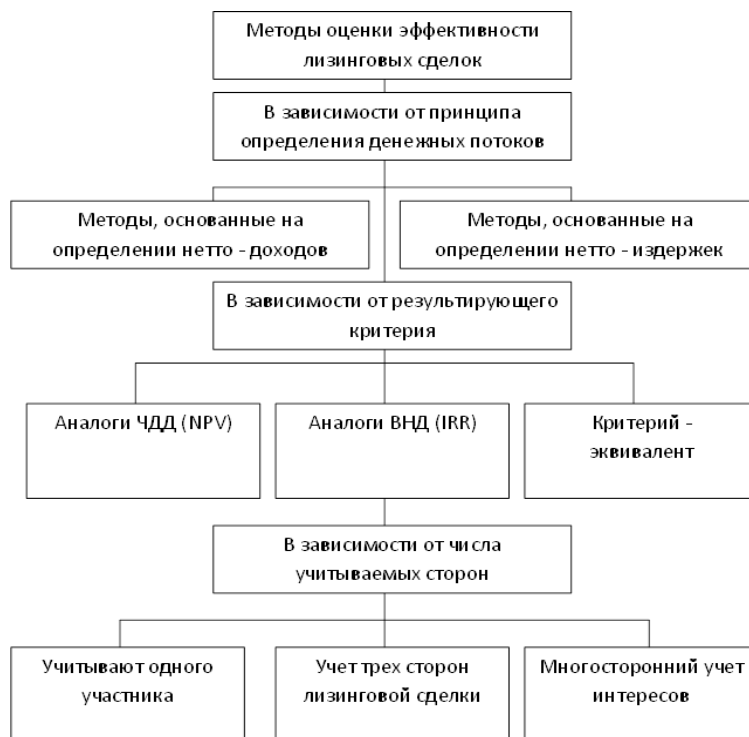 Методы оценки эффективности
лизинговых сделок
В зависимости от принципа
определения денежных потоков
Методы, основанные на
определении нетто - доходов
Методы, основанные на
определении нетто - издержек
В зависимости от результирующего
критерия
Аналоги ЧДД (NPV)
Аналоги ВНД (IRR)
Критерий -
эквивалент
В зависимости от числа
учитываемых сторон
Учитывают одного
участника
Учет трех сторон
лизинговой сделки
Многосторонний учет
интересов